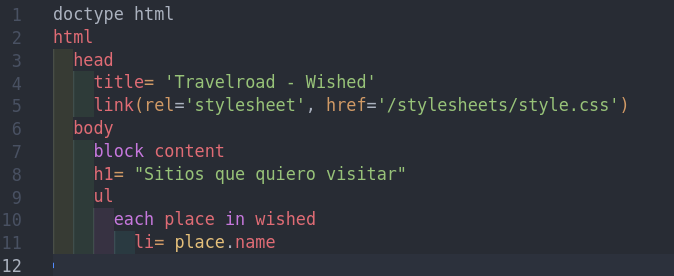 1 doctype html
2 html
3   head
4     title= 'Travelroad - Wished'
5     link(rel='stylesheet', href='/stylesheets/style.css')
6   body
7     block content
8     h1= "Sitios que quiero visitar"
9     ul
10       each place in wished
11         li= place.name
12